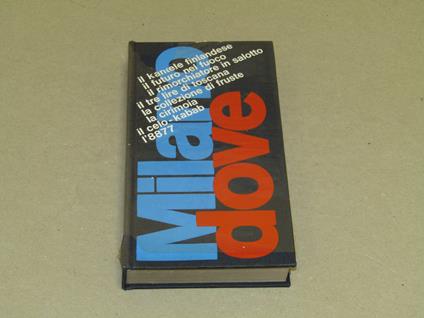 il kantele finlandese
il futuro nel fuoco
il rimorchiatore in salotto
il tre lire di toscana
la collezione di fruste
la cirimoia
il celo-kabab
l'8877
Milano
dove